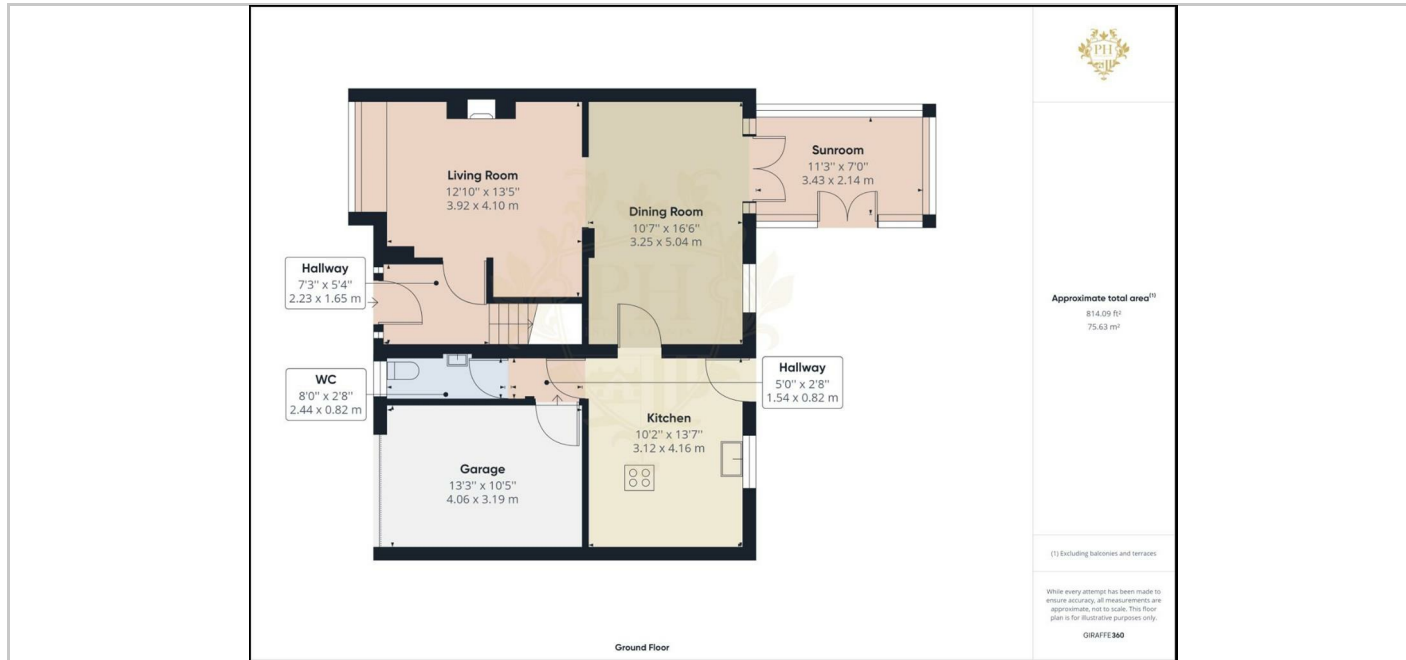 PH
Living Room
12'10" x 13'5"
3.92 x 4.10 m
Dining Room
10'7" x 16'6"
3.25 x 5.04 m
Sunroom
11'3" x 7'0"
3.43 x 2.14 m
Hallway
7'3" x 5'4"
2.23 x 1.65 m
WC
8'0" x 2'8"
2.44 x 0.82 m
Hallway
5'0" x 2'8"
1.54 x 0.82 m
Kitchen
10'2" x 13'7"
3.12 x 4.16 m
Garage
13'3" x 10'5"
4.06 x 3.19 m
PH
Ground Floor
Approximate total area(1)
814.09 ft²
75.63 m²
(1) Excluding balconies and terraces
While every attempt has been made to
ensure accuracy, all measurements are
approximate, not to scale. This floor
plan is for illustrative purposes only.
GIRAFFE360